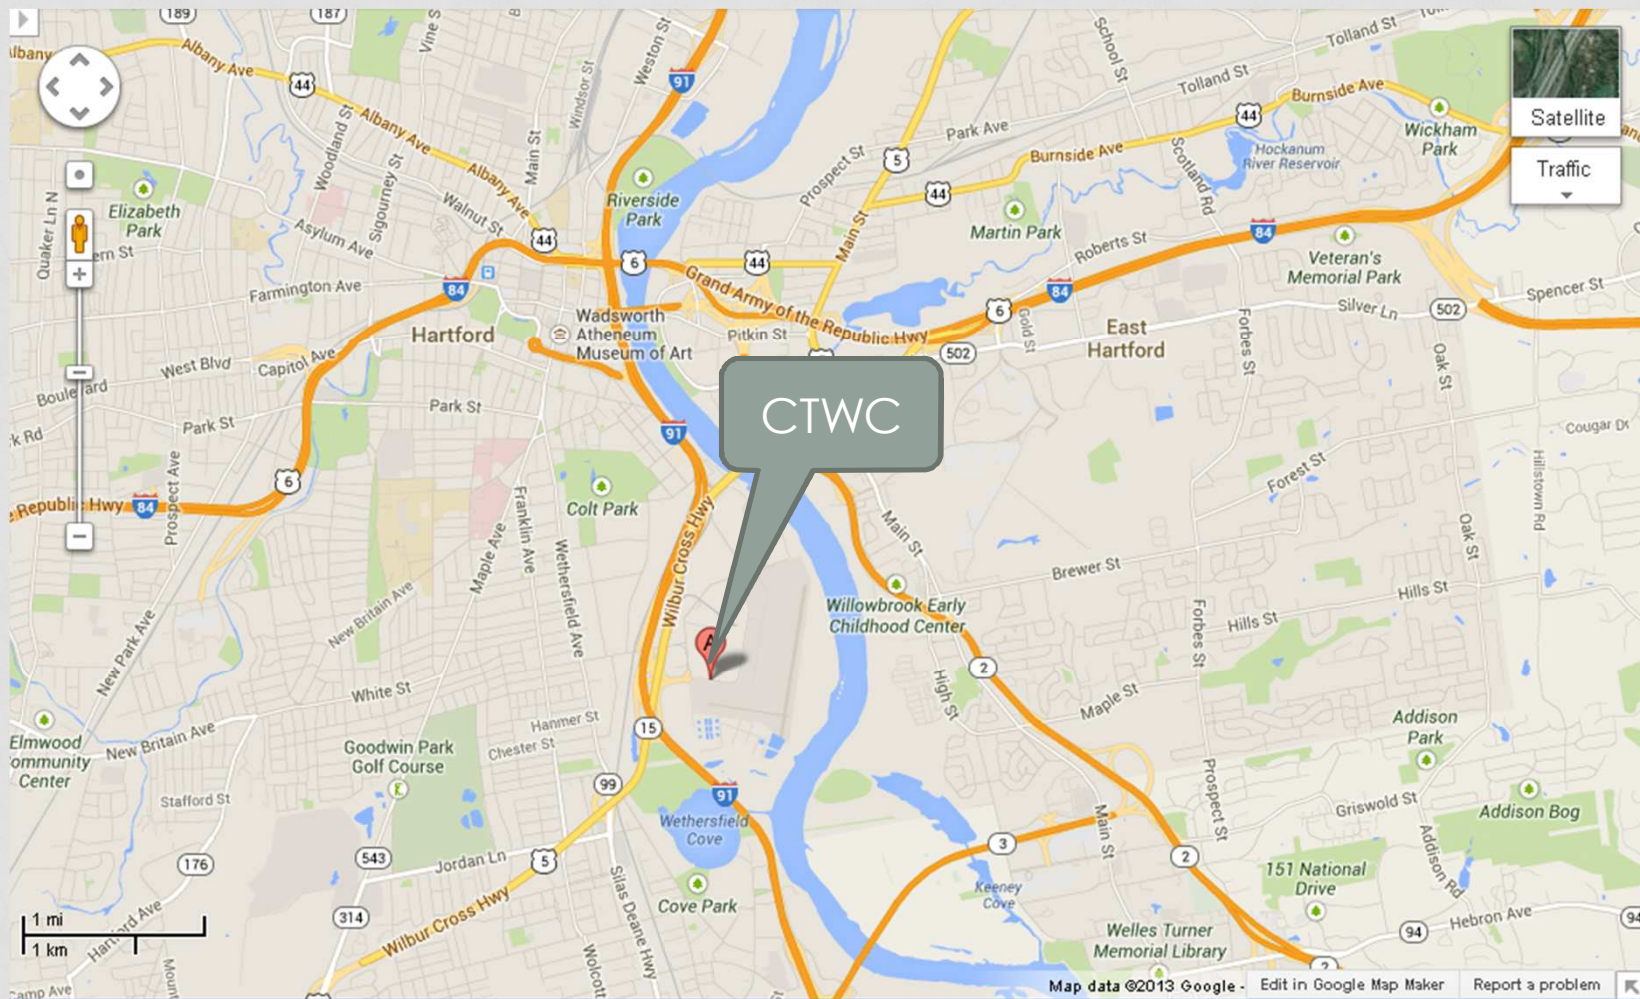 189
187
Albany
Albany Ave
44
Vine S
Weston St
91
School St
Tolland St
Tolland St
Satellite
Traffic
Windsor St
Main St
Woodland St
Albany Ave
Albany Ave
Sigourney St
Walnut St
Asylum Ave
Elizabeth
Park
Quaker Ln N
ern St
Riverside
Park
Prospect St
5
Park Ave
Burnside Ave
44
Burnside Ave
Scotland Rd
Hockanum
River Reservoir
Wickham
Park
44
Martin Park
Roberts St
84
Veteran's
Memorial Park
Main St
44
6
44
84
Farmington Ave
Hartford
Wadsworth
Atheneum
Museum of Art
Grand Army of the Republic Hwy
Pitkin St
6
84
Gold St
502
East
Hartford
Silver Ln
502
Spencer St
Forbes St
Oak St
West Blvd
Capitol Ave
Boulevard
Park St
Park St
k Rd
CTWC
91
Cougar Dr
Forest St
Hillstown Rd
6
84
e Republic Hwy
Prospect Ave
Colt Park
Franklin Ave
Maple Ave
Wethersfield Ave
Wilbur Cross Hwy
Main St
Oak St
Brewer St
Hills St
Hills St
Willowbrook Early
Childhood Center
New Britain Ave
New Park Ave
A
Forbes St
2
High St
Maple St
White St
Hanmer St
Chester St
15
New Britain Ave
Elmwood
ommunity
Center
Goodwin Park
Golf Course
Stafford St
99
91
Wethersfield
Cove
Prospect St
Addison
Park
Addison Bog
Griswold St
Addison Rd
Main St
3
2
176
543
Jordan Ln
5
Silas Deane Hwy
Cove Park
Keeney
Cove
151 National
Drive
1 mi
1 km
Hartford Ave
314
Wilbur Cross Hwy
Wolcott
Welles Turner
Memorial Library
94
Hebron Ave
94
2
Camp Ave
Mount
Map data ©2013 Google -
Edit in Google Map Maker
Report a problem